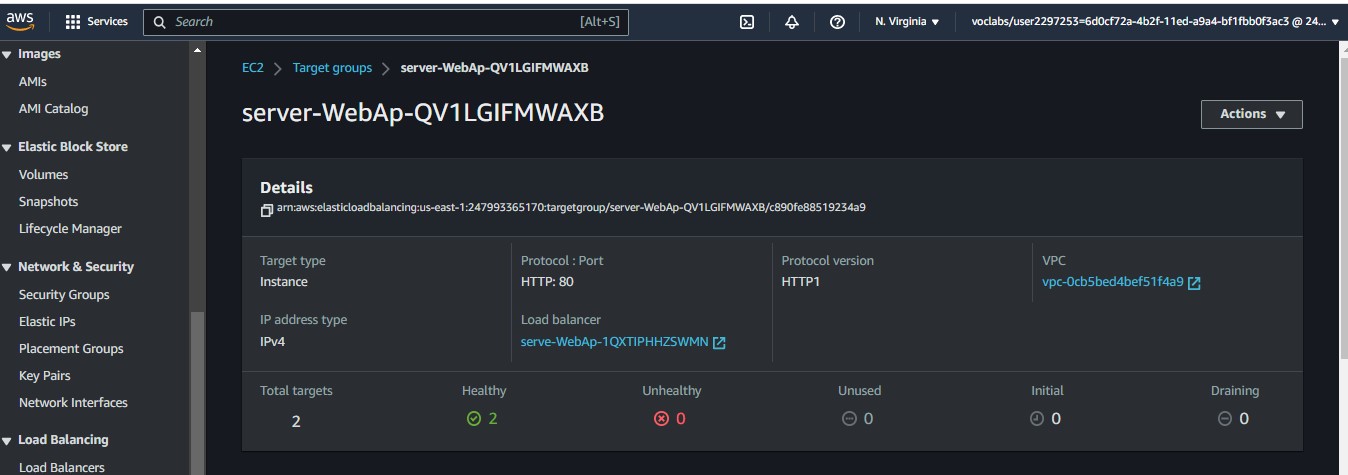 aws Services Search [Alt+S] N. Virginia voclabs/user2297253=6d0cf72a-4b2f-11ed-a9a4-bf1fbb0f3ac3 @ 24...
Images
AMIs
AMI Catalog
Elastic Block Store
Volumes
Snapshots
Lifecycle Manager
Network & Security
Security Groups
Elastic IPs
Placement Groups
Key Pairs
Network Interfaces
Load Balancing
Load Balancers
EC2 > Target groups > server-WebAp-QV1LGIFMWAXB
server-WebAp-QV1LGIFMWAXB
Actions
Details
arn:aws:elasticloadbalancing:us-east-1:247993365170:targetgroup/server-WebAp-QV1LGIFMWAXB/c890fe88519234a9
Target type
Instance
Protocol : Port
HTTP: 80
Protocol version
HTTP1
VPC
vpc-0cb5bed4bef51f4a9
IP address type
IPv4
Load balancer
serve-WebAp-1QXTIPHHZSWMN
Total targets
2
Healthy
2
Unhealthy
0
Unused
0
Initial
0
Draining
0